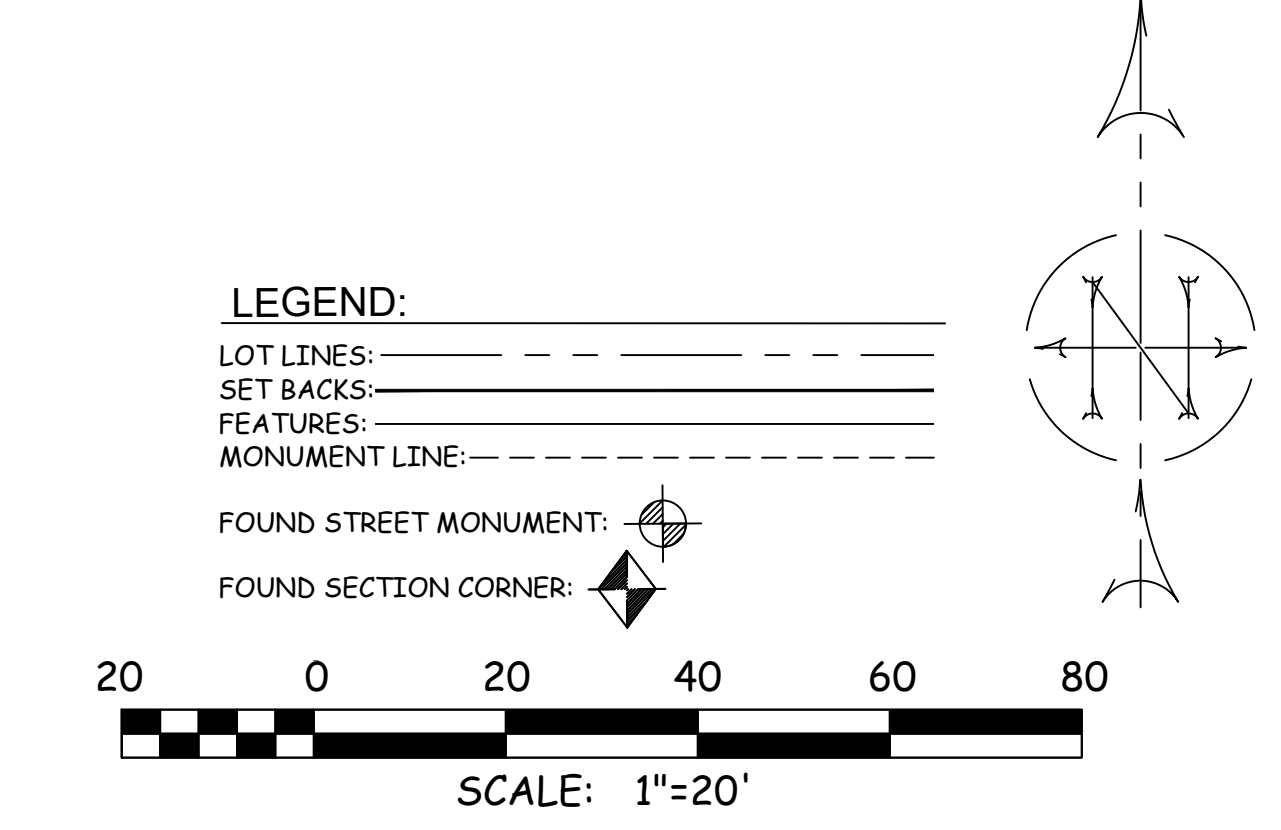 LEGEND:
LOT LINES:
SET BACKS:
FEATURES:
MONUMENT LINE:
FOUND STREET MONUMENT:
FOUND SECTION CORNER:
N
20 0 20 40 60 80
SCALE: 1"=20'